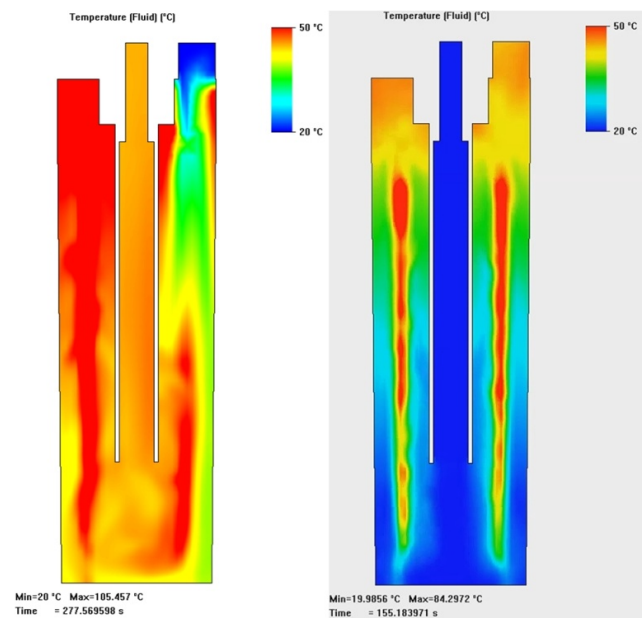 Temperature (Fluid) (°C)
50 °C
20 °C
Min=20 °C Max=105.457 °C
Time = 277.569598 s
Temperature (Fluid) (°C)
50 °C
20 °C
Min=19.9856 °C Max=84.2972 °C
Time = 155.183971 s